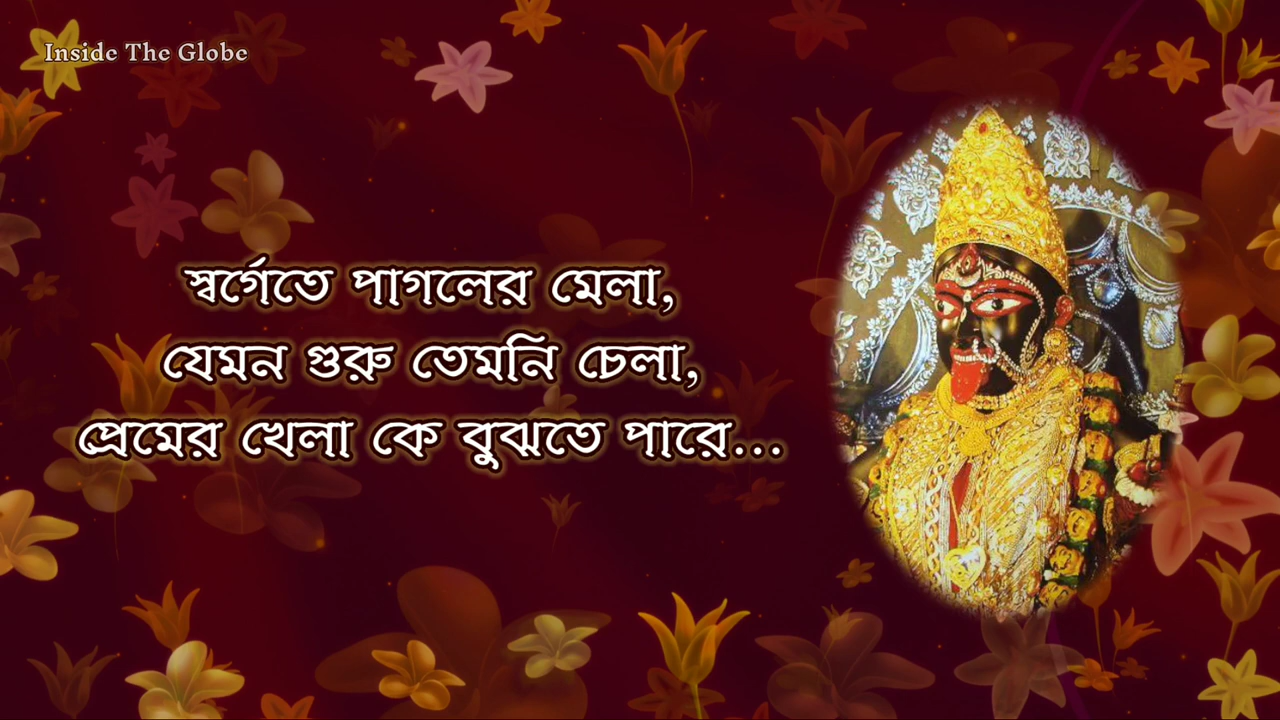 Inside The Globe
স্বর্গেতে পাগলের মেলা,
যেমন গুরু তেমনি চেলা,
প্রেমের খেলা কে বুঝতে পারে...